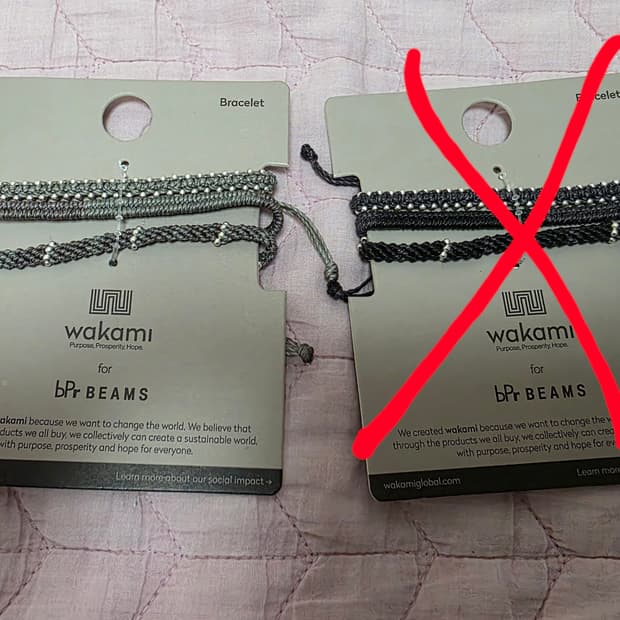 Bracelet
wakami
Purpose, Prosperity, Hope.
for
bPr BEAMS
wakami because we want to change the world. We believe that
products we all buy, we collectively can create a sustainable world,
with purpose, prosperity and hope for everyone.
Learn more about our social impact →
Bracelet
wakami
Purpose, Prosperity, Hope.
for
bPr BEAMS
We created wakami because we want to change the
through the products we all buy, we collectively can
with purpose, prosperity and hope for
wakamiglobal.com
Learn more